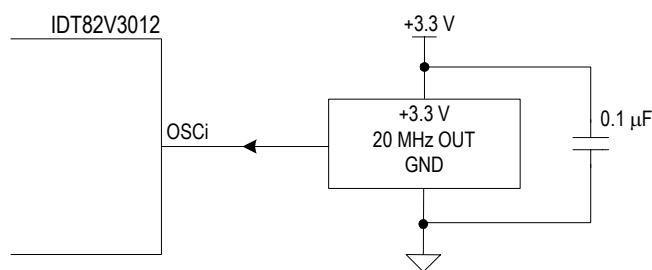 IDT82V3012
+3.3 V
OSCi
+3.3 V
20 MHz OUT
GND
0.1 μF